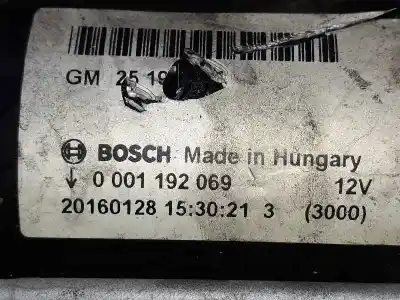 GM 25 19
BOSCH Made in Hungary
↓ 0 001 192 069 12V
20160128 15:30:21 3 (3000)